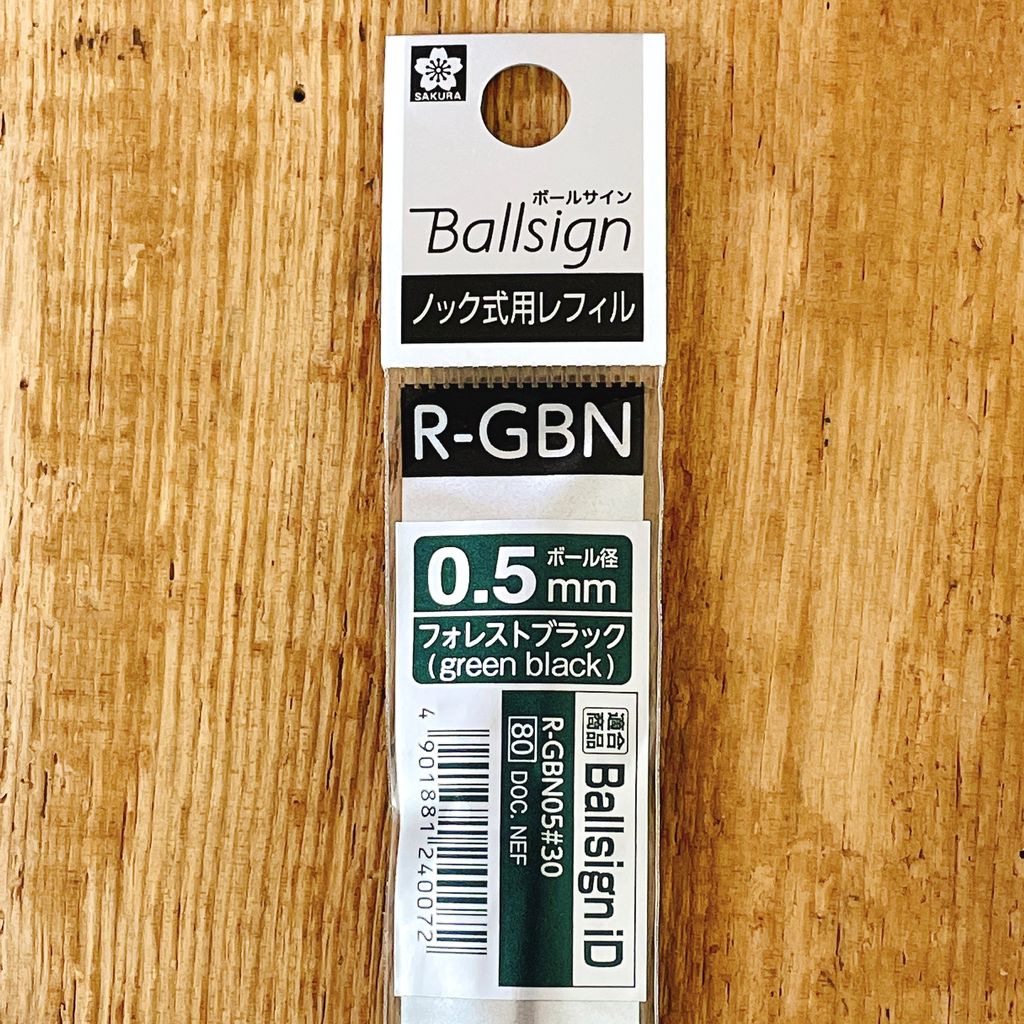 SAKURA
ボールサイン
Ballsign
ノック式用レフィル
R-GBN
0.5 ボール径 mm
フォレストブラック
(green black)
適合商品 Ballsign iD
R-GBN05#30
80 DOC. NEF
4 901881 240072